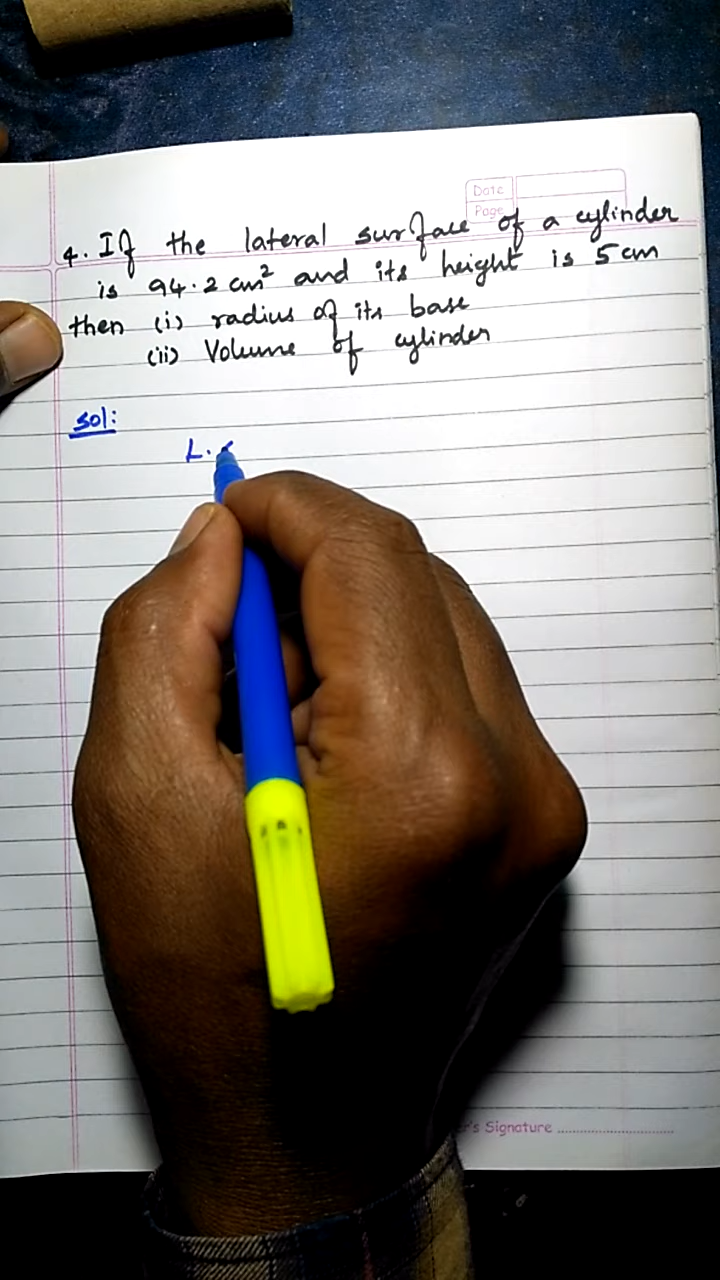 Date
Page
4. If the lateral surface of a cylinder
is 94.2 cm² and its height is 5 cm
then (i) radius of its base
(ii) Volume of cylinder
Sol:
L.
Signature